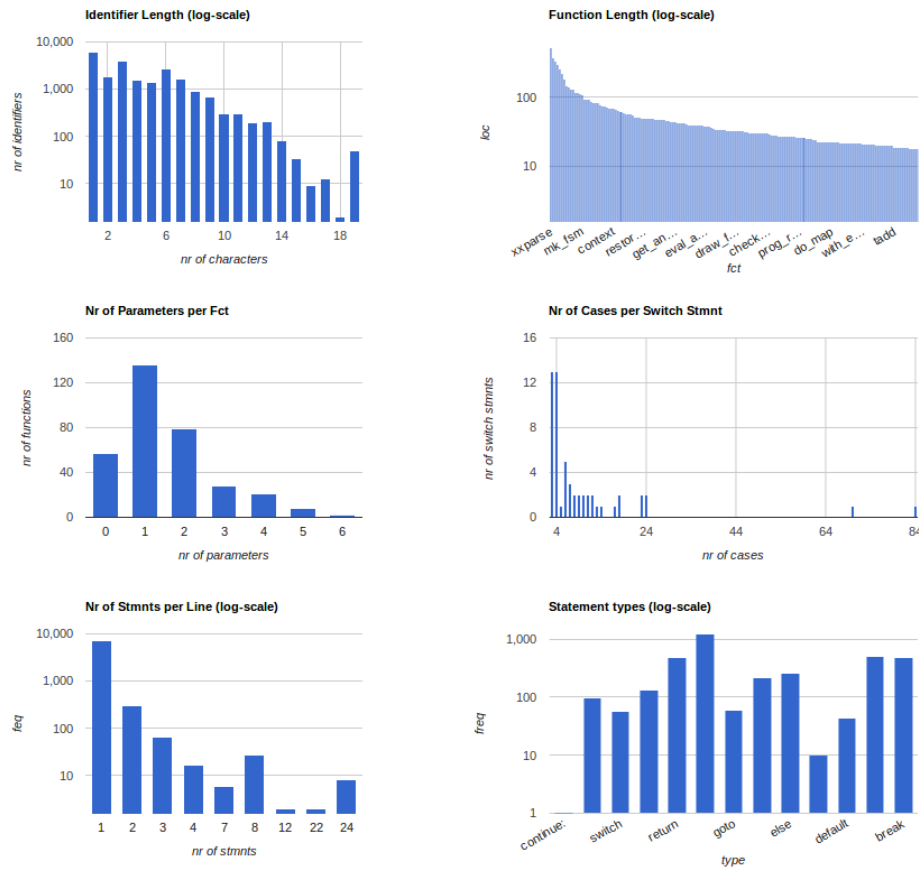 Identifier Length (log-scale)
10,000
1,000
100
10
nr of identifiers
2 6 10 14 18
nr of characters
Function Length (log-scale)
100
10
loc
xxparse mk_fsm context restor... get_an... eval_a... draw_f... check... prog_r... do_map with_e... tadd
fct
Nr of Parameters per Fct
160
120
80
40
0
nr of functions
0 1 2 3 4 5 6
nr of parameters
Nr of Cases per Switch Stmnt
16
12
8
4
0
nr of switch stmnts
4 24 44 64 84
nr of cases
Nr of Stmnts per Line (log-scale)
10,000
1,000
100
10
feq
1 2 3 4 7 8 12 22 24
nr of stmnts
Statement types (log-scale)
1,000
100
10
1
freq
continue: switch return goto else default break
type